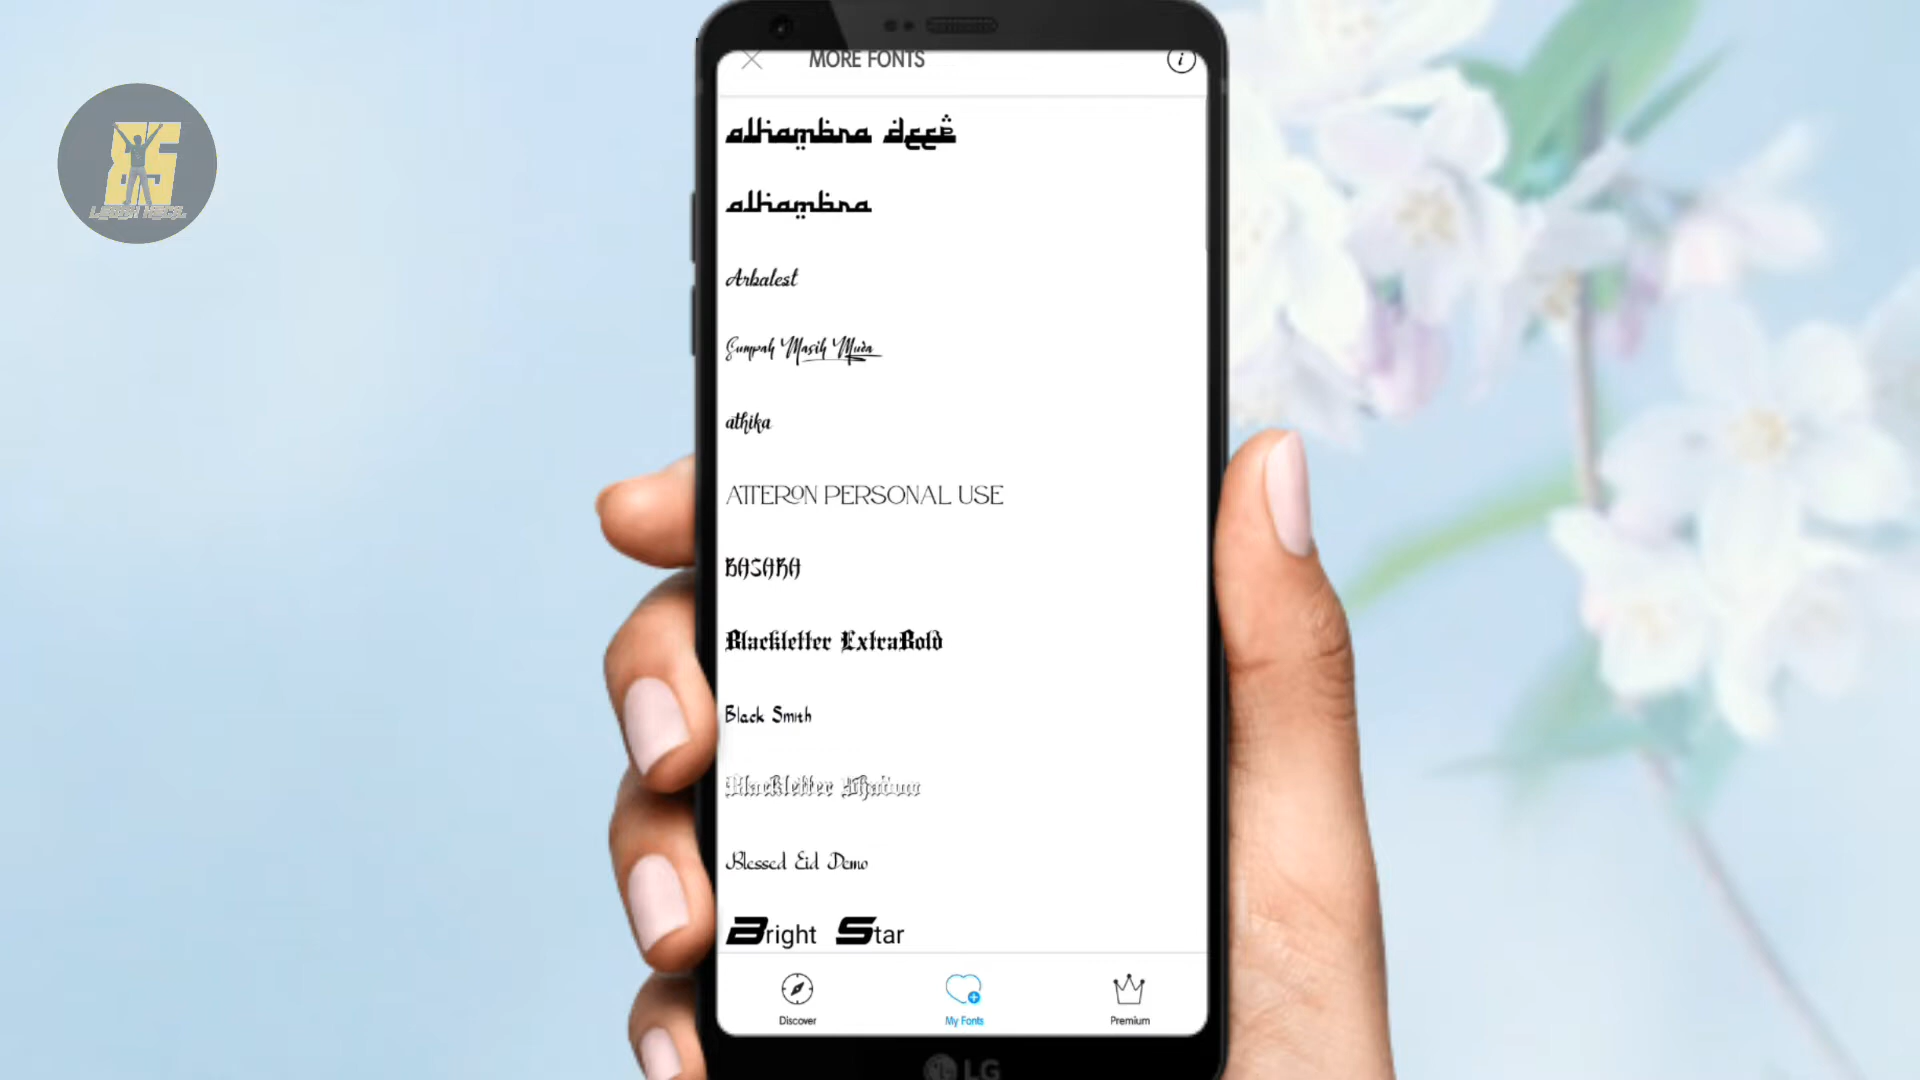 MORE FONTS
alhambra deep
alhambra
Arbalest
Sumpah Masih Muda
athika
ATTERON PERSONAL USE
BASARA
Blackletter ExtraBold
Black Smith
Blackletter Shadow
Blessed Eid Demo
Bright Star
Discover
My Fonts
Premium
LG